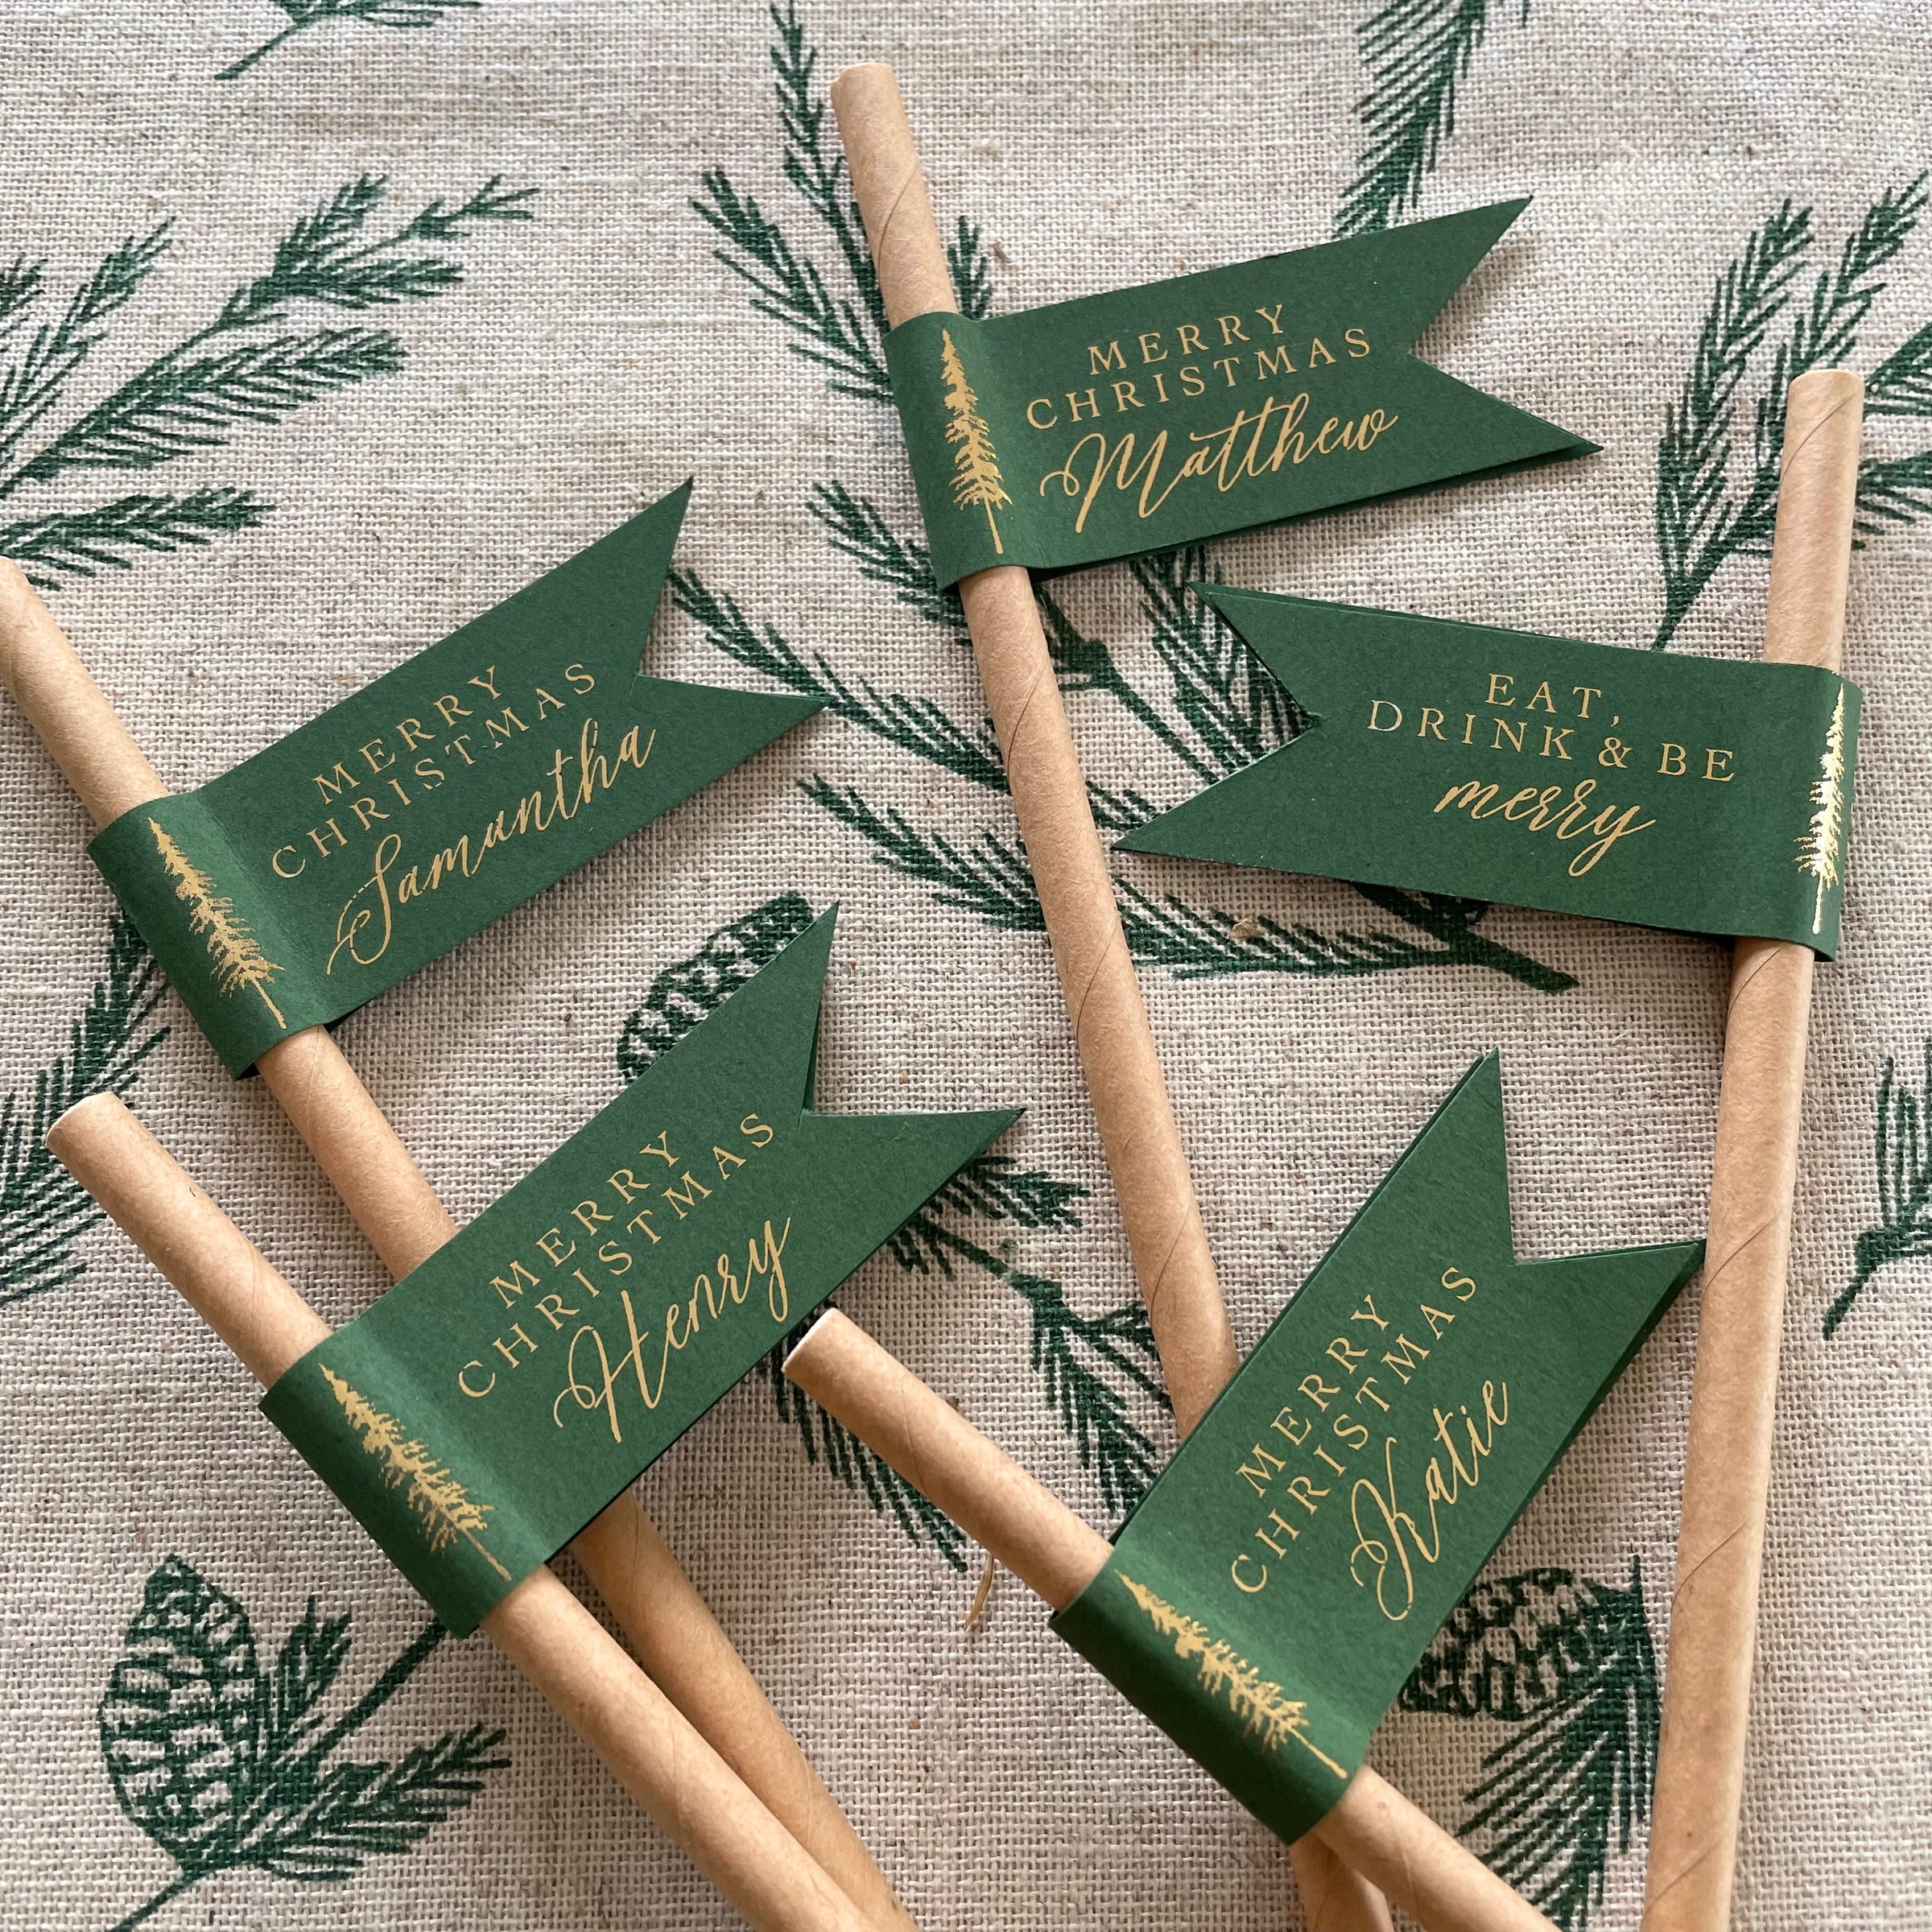 MERRY
CHRISTMAS
Matthew
MERRY
CHRISTMAS
Samantha
EAT,
DRINK & BE
merry
MERRY
CHRISTMAS
Henry
MERRY
CHRISTMAS
Katie